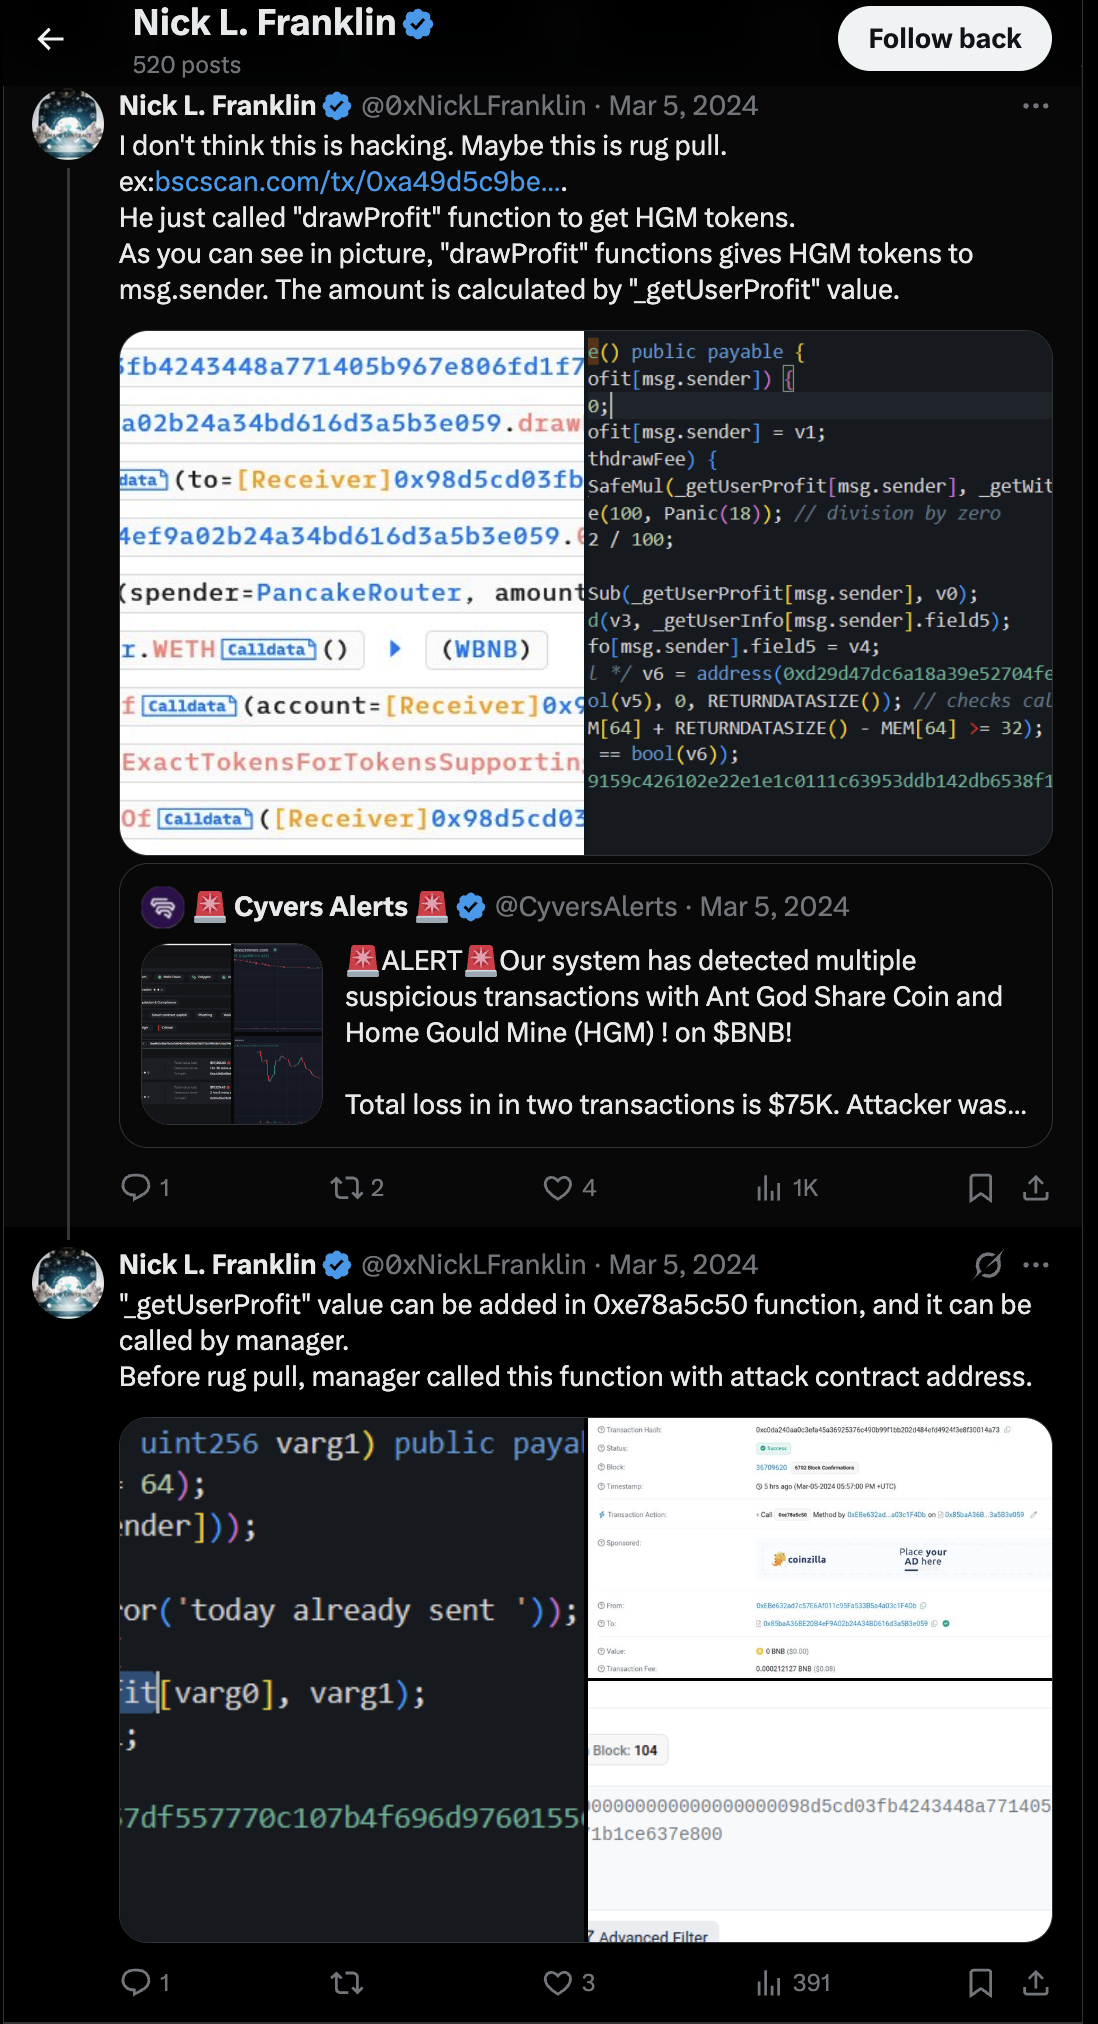 Nick L. Franklin
520 posts
Follow back
Nick L. Franklin @0xNickLFranklin · Mar 5, 2024
I don't think this is hacking. Maybe this is rug pull.
ex:bscscan.com/tx/0xa49d5c9be....
He just called "drawProfit" function to get HGM tokens.
As you can see in picture, "drawProfit" functions gives HGM tokens to
msg.sender. The amount is calculated by "_getUserProfit" value.
fb4243448a771405b967e806fd1f7
a02b24a34bd616d3a5b3e059.draw
data (to=[Receiver]0x98d5cd03fb
4ef9a02b24a34bd616d3a5b3e059.
(spender=PancakeRouter, amount
r.WETH Calldata () (WBNB)
f Calldata (account=[Receiver]0x9
ExactTokensForTokensSupportin
Of Calldata ([Receiver]0x98d5cd03
e() public payable {
ofit[msg.sender]) {
0;
ofit[msg.sender] = v1;
thdrawFee) {
SafeMul(_getUserProfit[msg.sender], _getWit
e(100, Panic(18)); // division by zero
2 / 100;
Sub(_getUserProfit[msg.sender], v0);
d(v3, _getUserInfo[msg.sender].field5);
fo[msg.sender].field5 = v4;
l */ v6 = address(0xd29d47dc6a18a39e52704fe
ol(v5), 0, RETURNDATASIZE()); // checks cal
M[64] + RETURNDATASIZE() - MEM[64] >= 32);
== bool(v6));
9159c426102e22e1e1c0111c63953ddb142db6538f1
🚨 Cyvers Alerts 🚨 @CyversAlerts · Mar 5, 2024
🚨ALERT🚨Our system has detected multiple
suspicious transactions with Ant God Share Coin and
Home Gould Mine (HGM) ! on $BNB!
Total loss in in two transactions is $75K. Attacker was...
1 2 4 1K
Nick L. Franklin @0xNickLFranklin · Mar 5, 2024
"_getUserProfit" value can be added in 0xe78a5c50 function, and it can be
called by manager.
Before rug pull, manager called this function with attack contract address.
uint256 varg1) public paya
= 64);
ender]));
ror('today already sent '));
it[varg0], varg1);
;
57df557770c107b4f696d9760155
Transaction Hash:
Status: Success
Block: 36709620 6702 Block Confirmations
Timestamp: 5 hrs ago (Mar-05-2024 05:57:00 PM +UTC)
Transaction Action: Call 0xe78a5c50 Method by 0xEBe632ad...a03c1F4Db on 0x85baA36B...3a5B3e059
Sponsored:
coinzilla
Place your
AD here
From: 0xEBe632ad7c57E6Af011c95Fa533B5a4a03c1F4Db
To: 0x85baA36BE20B4eF9A02b24A34BD616d3a5B3e059
Value: 0 BNB ($0.00)
Transaction Fee: 0.000212127 BNB ($0.08)
Block: 104
00000000000000000000098d5cd03fb4243448a771405
71b1ce637e800
Advanced Filter
1 3 391